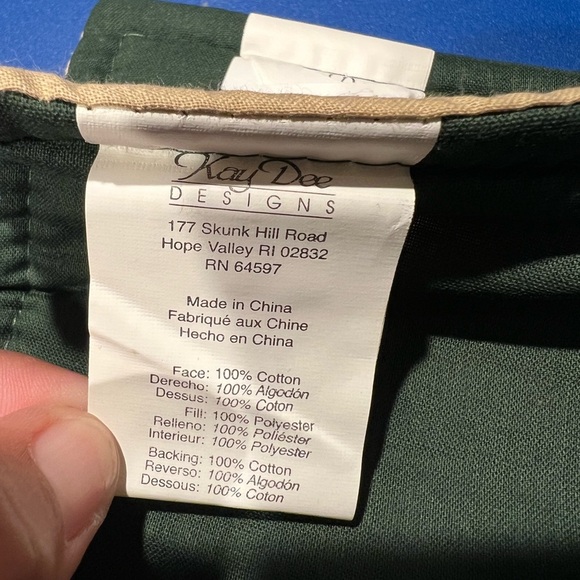 Kay Dee
DESIGNS
177 Skunk Hill Road
Hope Valley RI 02832
RN 64597
Made in China
Fabriqué aux Chine
Hecho en China
Face: 100% Cotton
Derecho: 100% Algodón
Dessus: 100% Coton
Fill: 100% Polyester
Relleno: 100% Poliéster
Interieur: 100% Polyester
Backing: 100% Cotton
Reverso: 100% Algodón
Dessous: 100% Coton